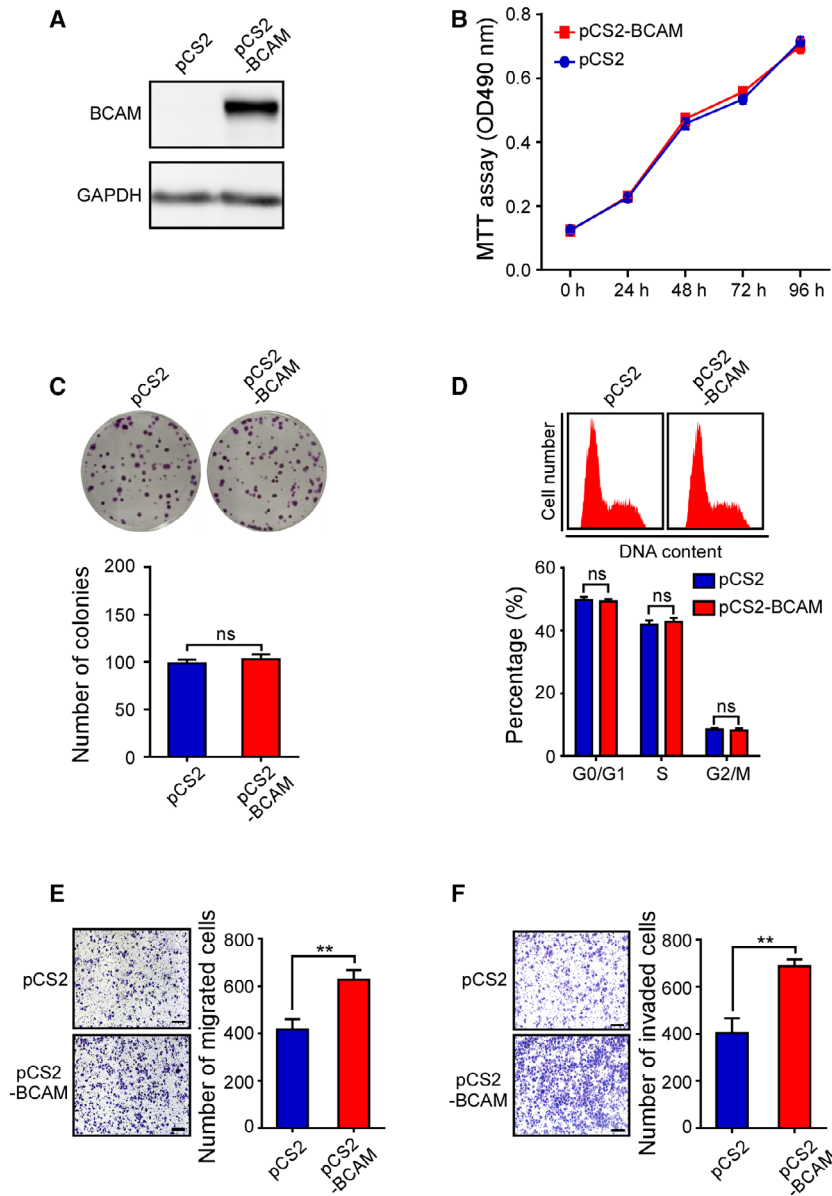 A
pCS2
pCS2
-BCAM
BCAM
GAPDH
B
MTT assay (OD490 nm)
0.8
0.6
0.4
0.2
0.0
pCS2-BCAM
pCS2
0 h
24 h
48 h
72 h
96 h
C
pCS2
pCS2
-BCAM
Number of colonies
200
150
100
50
0
ns
pCS2
pCS2
-BCAM
D
pCS2
pCS2
-BCAM
Cell number
DNA content
Percentage (%)
60
40
20
0
ns
ns
ns
pCS2
pCS2-BCAM
G0/G1
S
G2/M
E
pCS2
pCS2
-BCAM
Number of migrated cells
800
600
400
200
0
**
pCS2
pCS2
-BCAM
F
pCS2
pCS2
-BCAM
Number of invaded cells
800
600
400
200
0
**
pCS2
pCS2
-BCAM